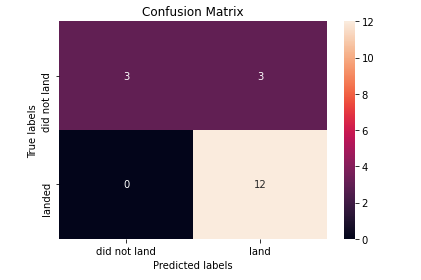 Confusion Matrix
True labels
did not land
landed
3
3
0
12
did not land
land
Predicted labels
12
10
8
6
4
2
0